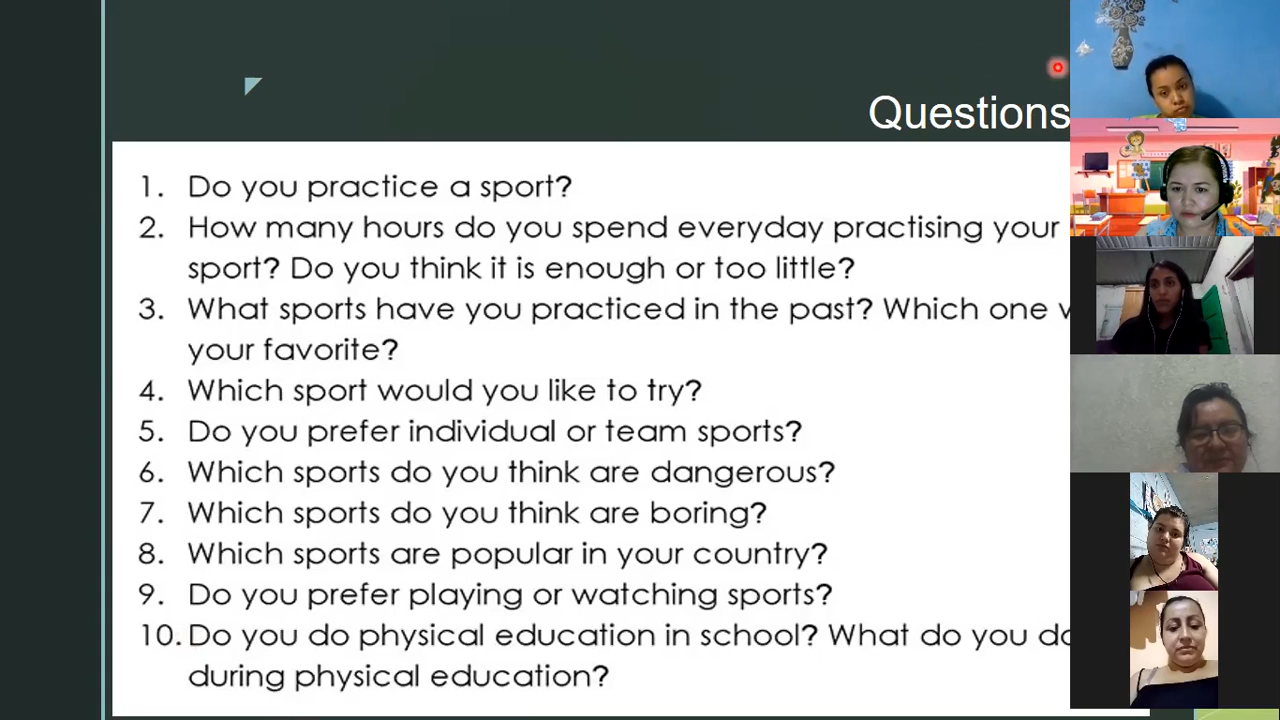 Questions
1. Do you practice a sport?
2. How many hours do you spend everyday practising your
sport? Do you think it is enough or too little?
3. What sports have you practiced in the past? Which one
your favorite?
4. Which sport would you like to try?
5. Do you prefer individual or team sports?
6. Which sports do you think are dangerous?
7. Which sports do you think are boring?
8. Which sports are popular in your country?
9. Do you prefer playing or watching sports?
10. Do you do physical education in school? What do you do
during physical education?